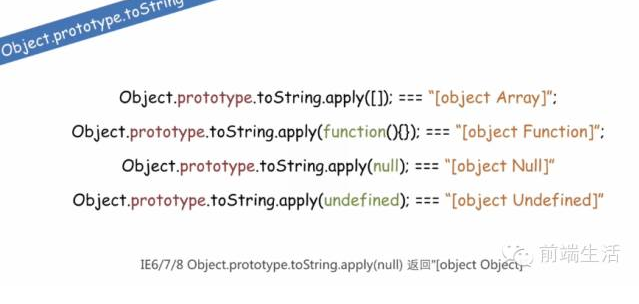 Object.prototype.toString
Object.prototype.toString.apply([]); === “[object Array]”;
Object.prototype.toString.apply(function(){}); === “[object Function]”;
Object.prototype.toString.apply(null); === “[object Null]”
Object.prototype.toString.apply(undefined); === “[object Undefined]”
IE6/7/8 Object.prototype.toString.apply(null) 返回”[object Object]
前端生活